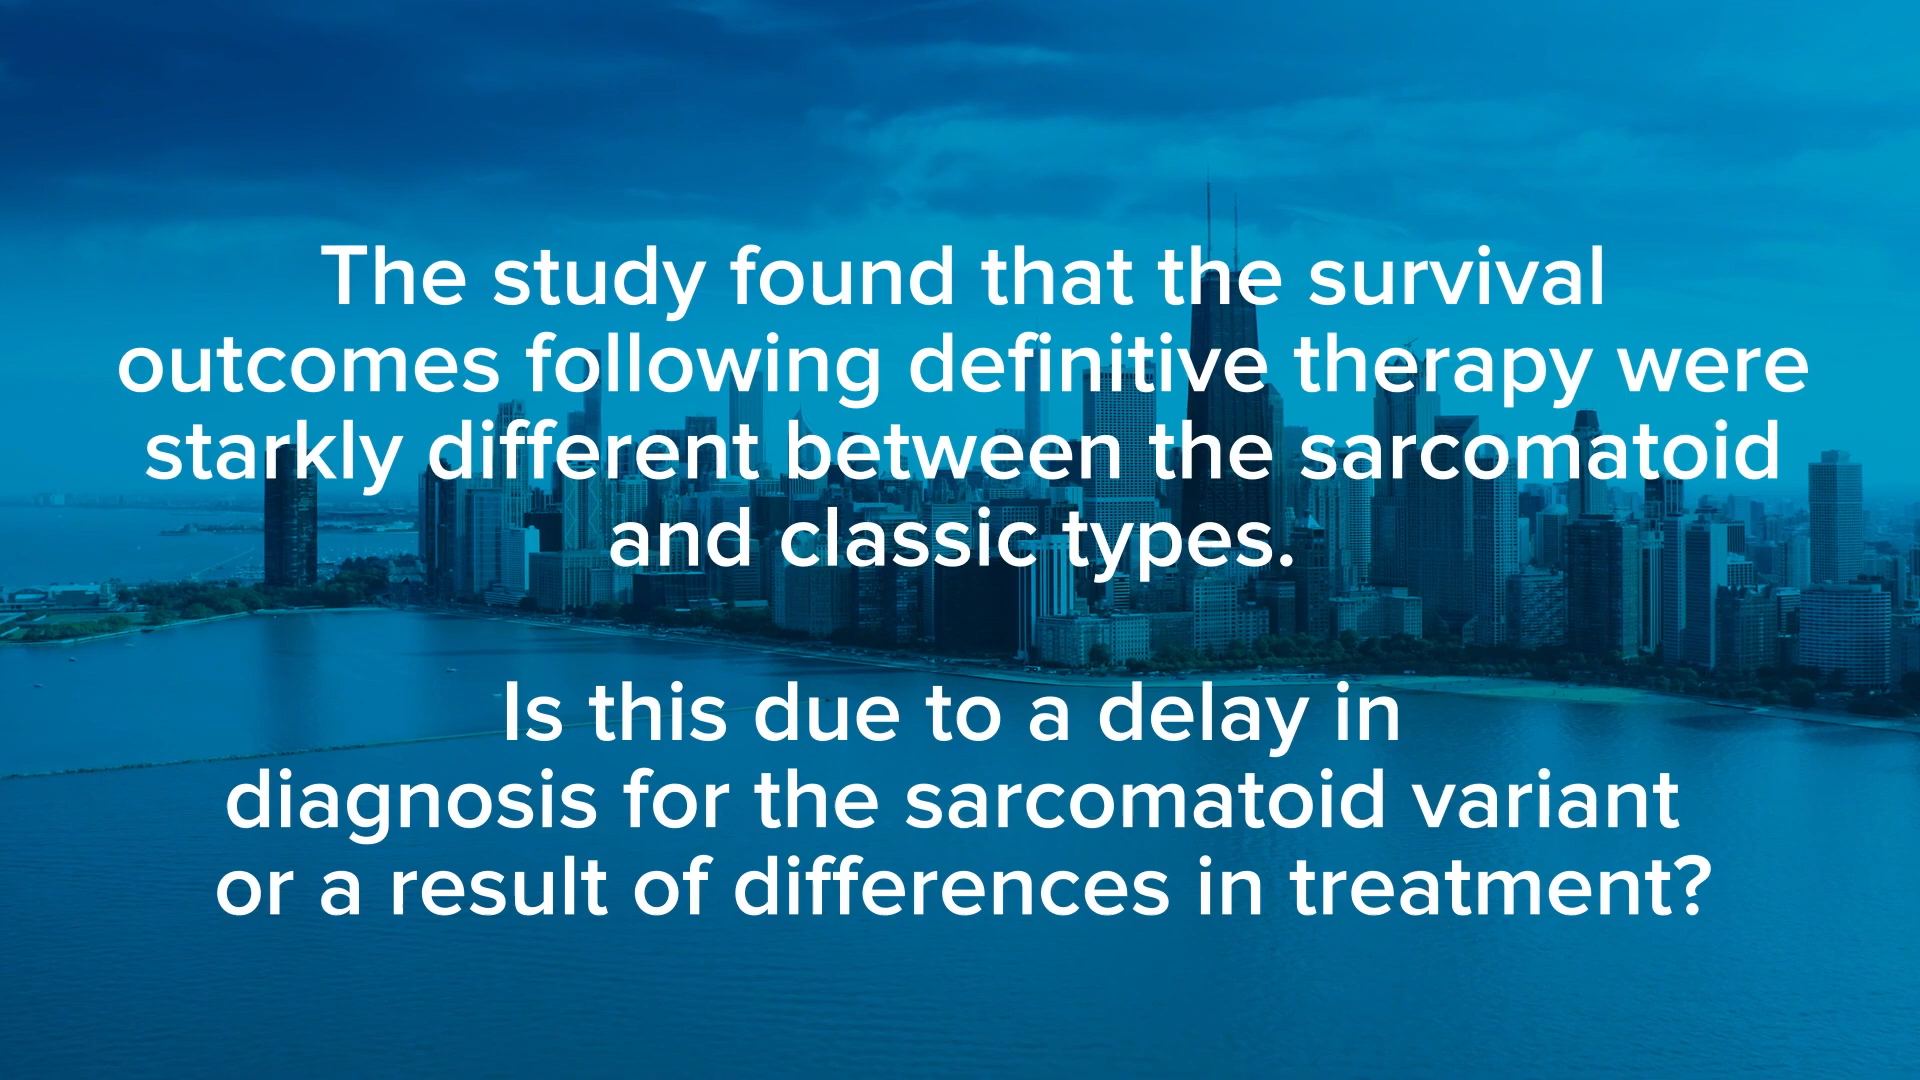 The study found that the survival
outcomes following definitive therapy were
starkly different between the sarcomatoid
and classic types.
Is this due to a delay in
diagnosis for the sarcomatoid variant
or a result of differences in treatment?